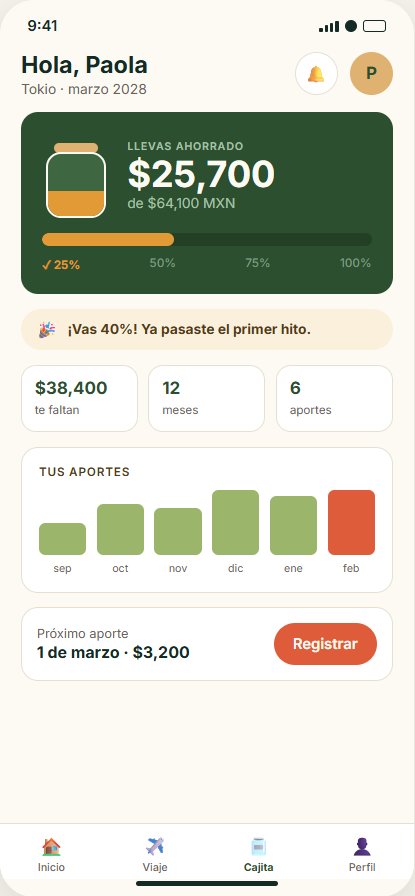 9:41
Hola, Paola
Tokio · marzo 2028
P
LLEVAS AHORRADO
$25,700
de $64,100 MXN
✓ 25%
50%
75%
100%
¡Vas 40%! Ya pasaste el primer hito.
$38,400
te faltan
12
meses
6
aportes
TUS APORTES
sep
oct
nov
dic
ene
feb
Próximo aporte
1 de marzo · $3,200
Registrar
Inicio
Viaje
Cajita
Perfil